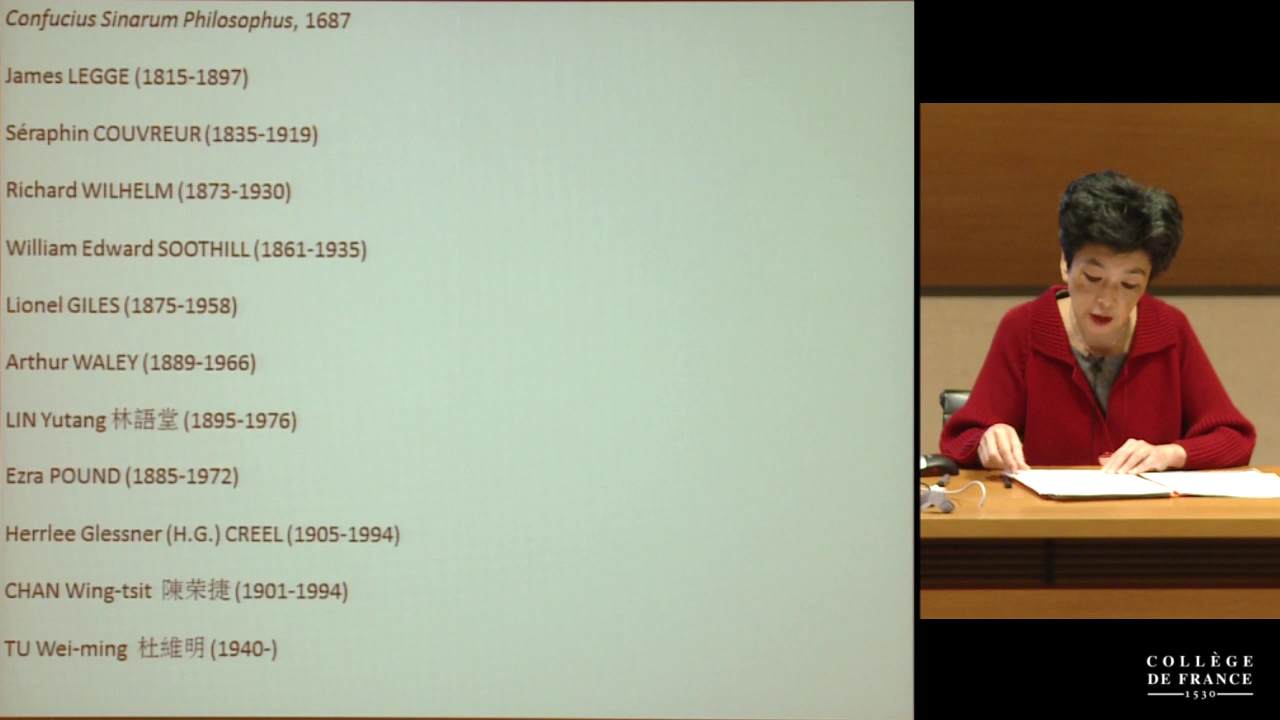 Confucius Sinarum Philosophus, 1687
James LEGGE (1815-1897)
Séraphin COUVREUR (1835-1919)
Richard WILHELM (1873-1930)
William Edward SOOTHILL (1861-1935)
Lionel GILES (1875-1958)
Arthur WALEY (1889-1966)
LIN Yutang 林語堂 (1895-1976)
Ezra POUND (1885-1972)
Herrlee Glessner (H.G.) CREEL (1905-1994)
CHAN Wing-tsit 陳荣捷 (1901-1994)
TU Wei-ming 杜維明 (1940-)
COLLÈGE
DE FRANCE
1530